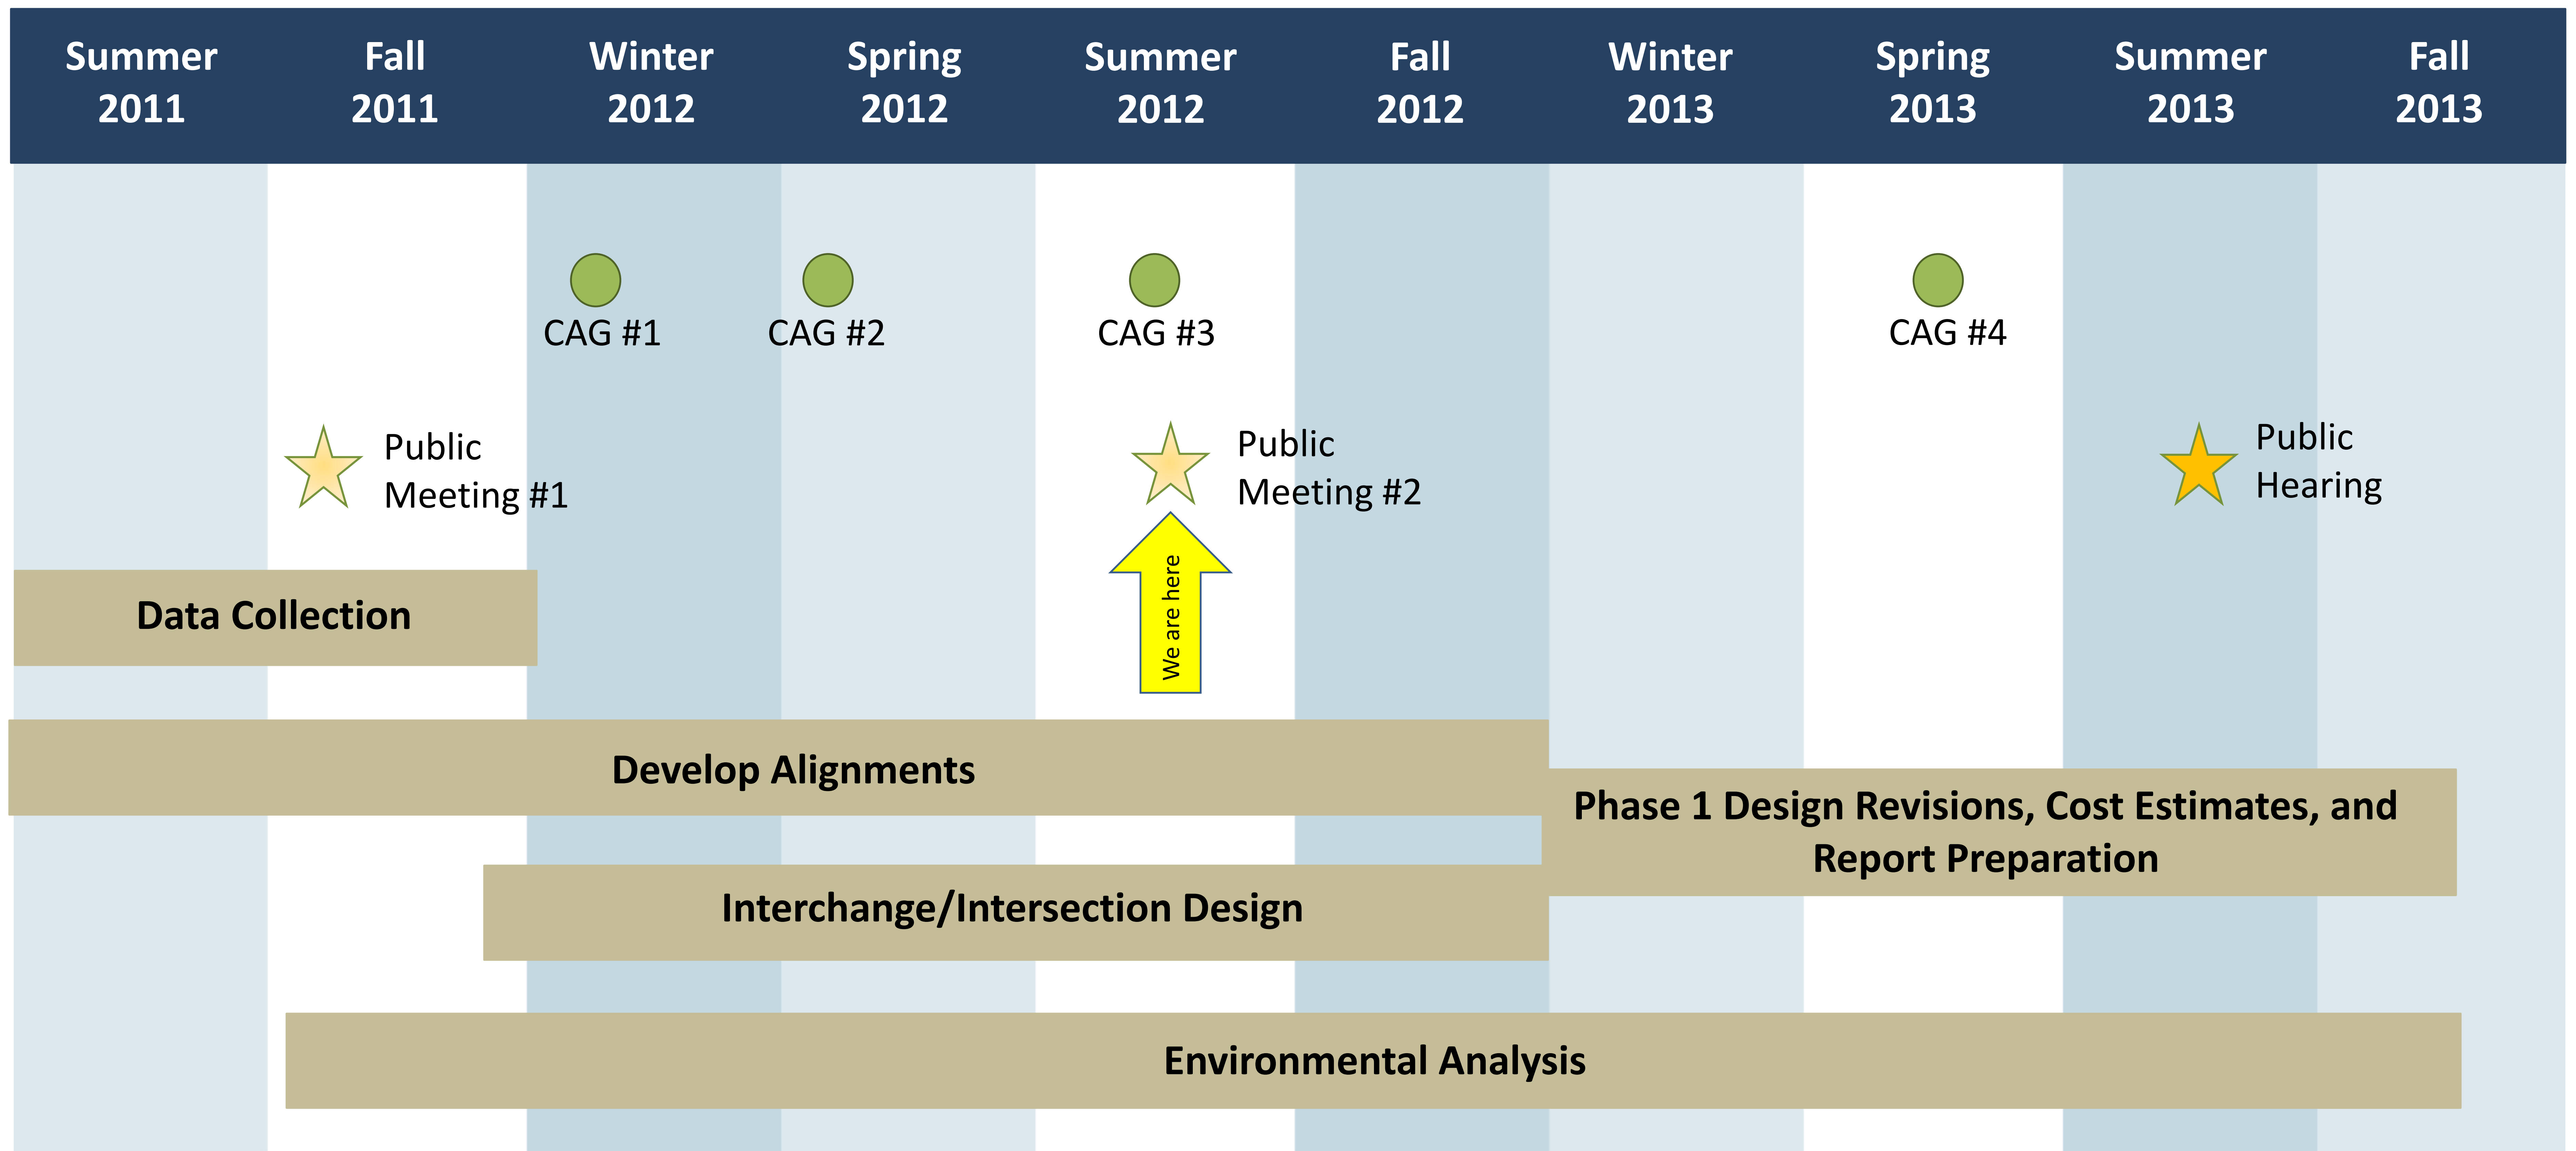 Summer 2011
Fall 2011
Winter 2012
Spring 2012
Summer 2012
Fall 2012
Winter 2013
Spring 2013
Summer 2013
Fall 2013
CAG #1
CAG #2
CAG #3
CAG #4
Public
Meeting #1
Public
Meeting #2
Public
Hearing
We are here
Data Collection
Develop Alignments
Phase 1 Design Revisions, Cost Estimates, and
Report Preparation
Interchange/Intersection Design
Environmental Analysis